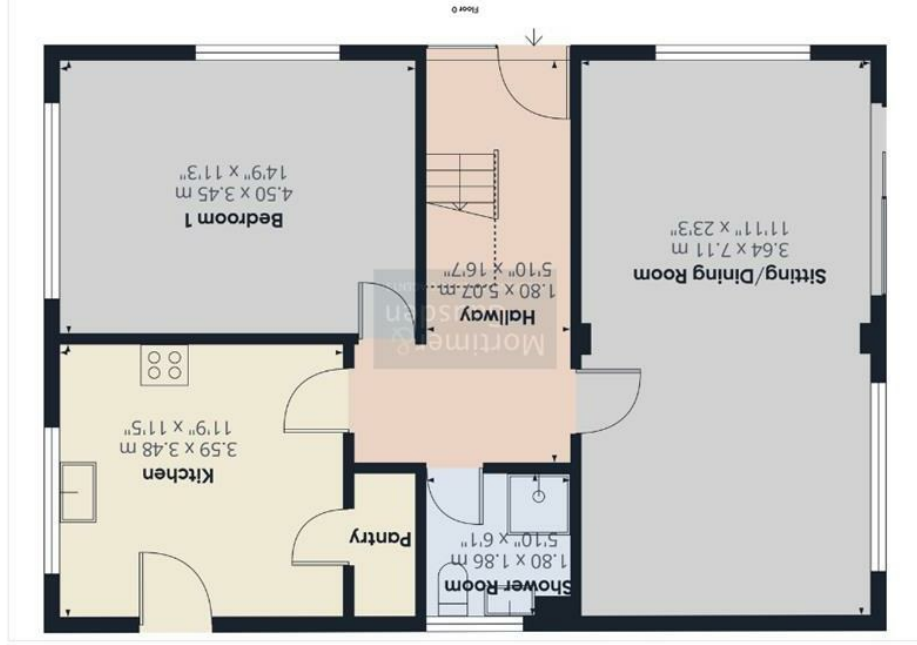 Shower Room
1.80 x 1.86 m
5'10" x 6'1"
Pantry
Kitchen
3.59 x 3.48 m
11'9" x 11'5"
Hallway
1.80 x 5.07 m
5'10" x 16'7"
Mortimer &
Gausden
Sitting/Dining Room
3.64 x 7.11 m
11'11" x 23'3"
Bedroom 1
4.50 x 3.45 m
14'9" x 11'3"
Floor 0